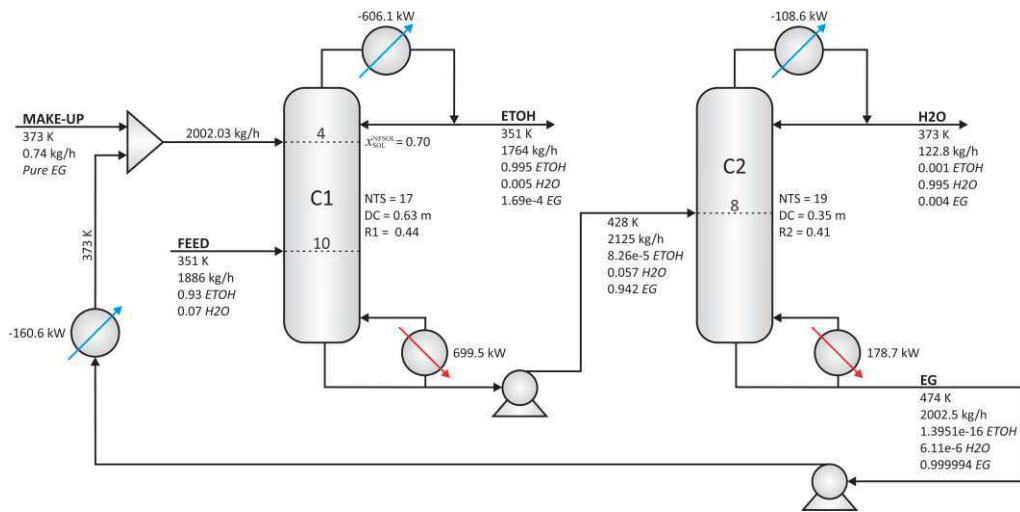 -606.1 kW
-108.6 kW
MAKE-UP
373 K
0.74 kg/h
Pure EG
2002.03 kg/h
4
x_SOL^NFSOL = 0.70
ETOH
351 K
1764 kg/h
0.995 ETOH
0.005 H2O
1.69e-4 EG
H2O
373 K
122.8 kg/h
0.001 ETOH
0.995 H2O
0.004 EG
C1
NTS = 17
DC = 0.63 m
R1 = 0.44
C2
NTS = 19
DC = 0.35 m
R2 = 0.41
8
428 K
2125 kg/h
8.26e-5 ETOH
0.057 H2O
0.942 EG
373 K
FEED
351 K
1886 kg/h
0.93 ETOH
0.07 H2O
10
-160.6 kW
699.5 kW
178.7 kW
EG
474 K
2002.5 kg/h
1.3951e-16 ETOH
6.11e-6 H2O
0.999994 EG